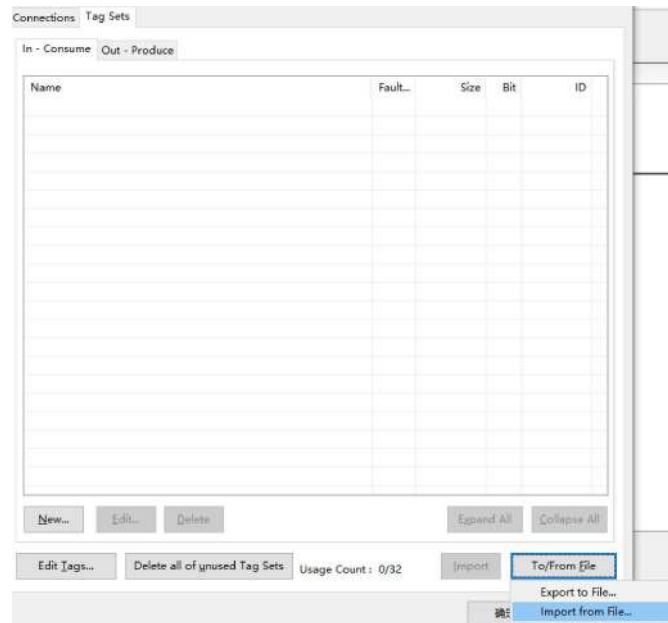 Connections Tag Sets
In - Consume Out - Produce
Name Fault... Size Bit ID
New... Edit... Delete Expand All Collapse All
Edit Tags... Delete all of unused Tag Sets Usage Count : 0/32 Import To/From File
Export to File...
确 Import from File...